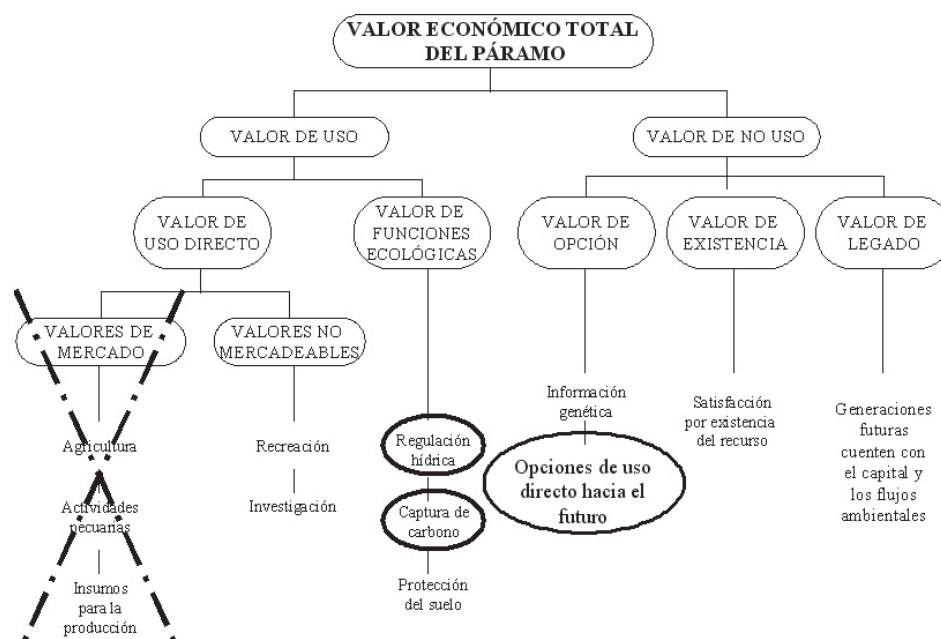 VALOR ECONÓMICO TOTAL
DEL PÁRAMO
VALOR DE USO
VALOR DE NO USO
VALOR DE
USO DIRECTO
VALOR DE
FUNCIONES
ECOLÓGICAS
VALOR DE
OPCIÓN
VALOR DE
EXISTENCIA
VALOR DE
LEGADO
VALORES DE
MERCADO
VALORES NO
MERCADEABLES
Agricultura
Actividades
pecuarias
Insumos
para la
producción
Recreación
Investigación
Regulación
hídrica
Captura de
carbono
Protección
del suelo
Información
genética
Opciones de uso
directo hacia el
futuro
Satisfacción
por existencia
del recurso
Generaciones
futuras
cuenten con
el capital y
los flujos
ambientales